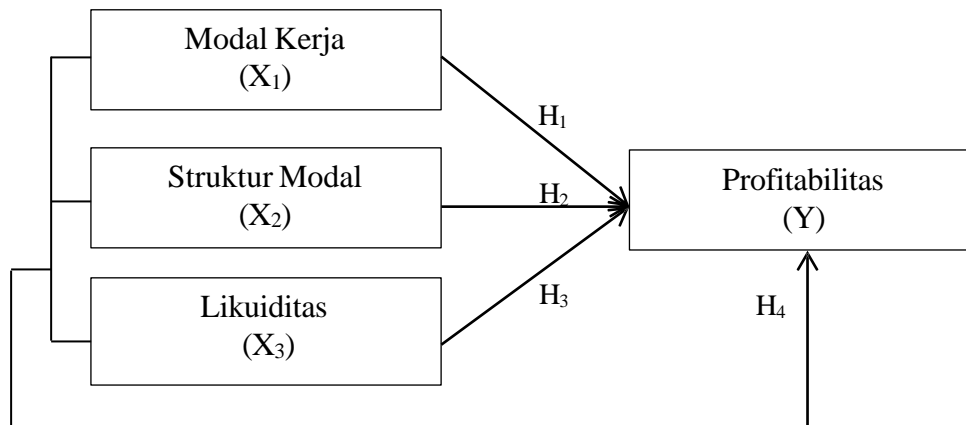 Modal Kerja
(X₁)
H₁
Struktur Modal
(X₂)
H₂
Profitabilitas
(Y)
Likuiditas
(X₃)
H₃
H₄